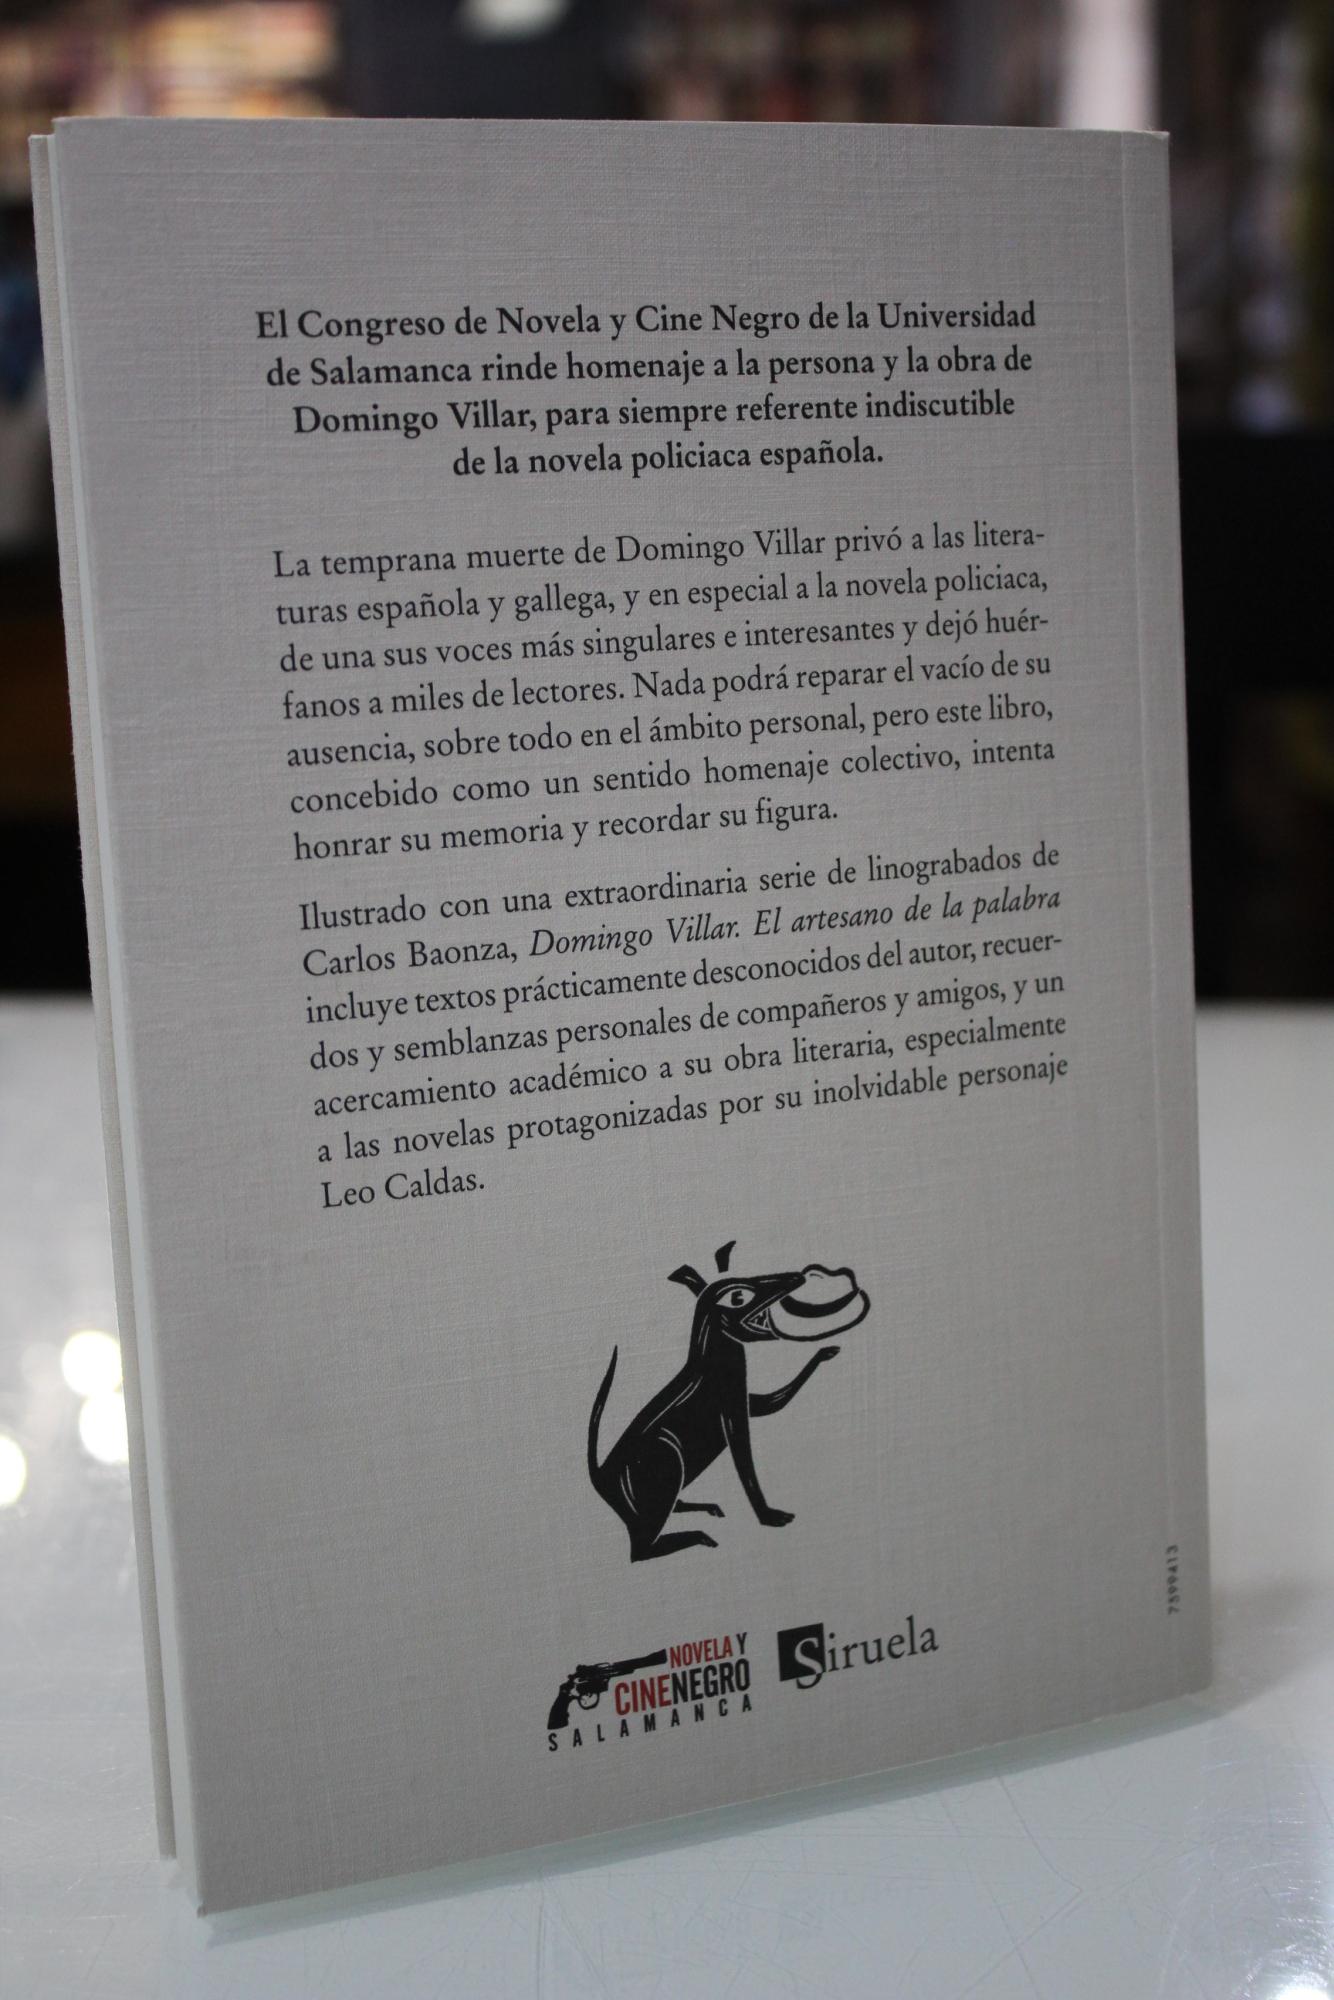 El Congreso de Novela y Cine Negro de la Universidad
de Salamanca rinde homenaje a la persona y la obra de
Domingo Villar, para siempre referente indiscutible
de la novela policiaca española.
La temprana muerte de Domingo Villar privó a las litera-
turas española y gallega, y en especial a la novela policiaca,
de una sus voces más singulares e interesantes y dejó huér-
fanos a miles de lectores. Nada podrá reparar el vacío de su
ausencia, sobre todo en el ámbito personal, pero este libro,
concebido como un sentido homenaje colectivo, intenta
honrar su memoria y recordar su figura.
Ilustrado con una extraordinaria serie de linograbados de
Carlos Baonza, Domingo Villar. El artesano de la palabra
incluye textos prácticamente desconocidos del autor, recuer-
dos y semblanzas personales de compañeros y amigos, y un
acercamiento académico a su obra literaria, especialmente
a las novelas protagonizadas por su inolvidable personaje
Leo Caldas.
NOVELA Y
CINENEGRO
SALAMANCA
Siruela
7599413